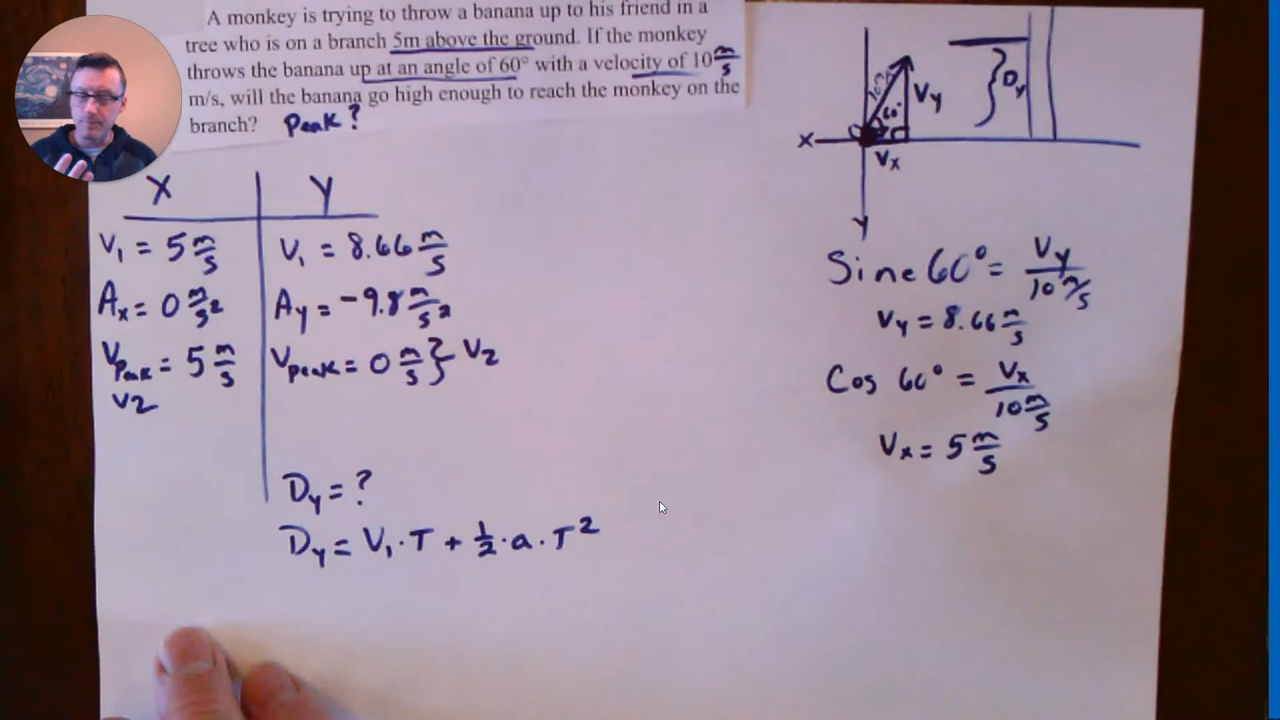 A monkey is trying to throw a banana up to his friend in a
tree who is on a branch 5m above the ground. If the monkey
throws the banana up at an angle of 60° with a velocity of 10 m/s
m/s, will the banana go high enough to reach the monkey on the
branch? Peak?
X Y
V₁ = 5 m/s V₁ = 8.66 m/s
Aₓ = 0 m/s² Ay = -9.8 m/s²
VPeak = 5 m/s Vpeak = 0 m/s } V2
V2
Dy = ?
Dy = V₁·T + ½·a·T²
10 m/s
60°
Vy
Dy
X
Vx
Y
Sine 60° = Vy / 10 m/s
Vy = 8.66 m/s
Cos 60° = Vx / 10 m/s
Vx = 5 m/s